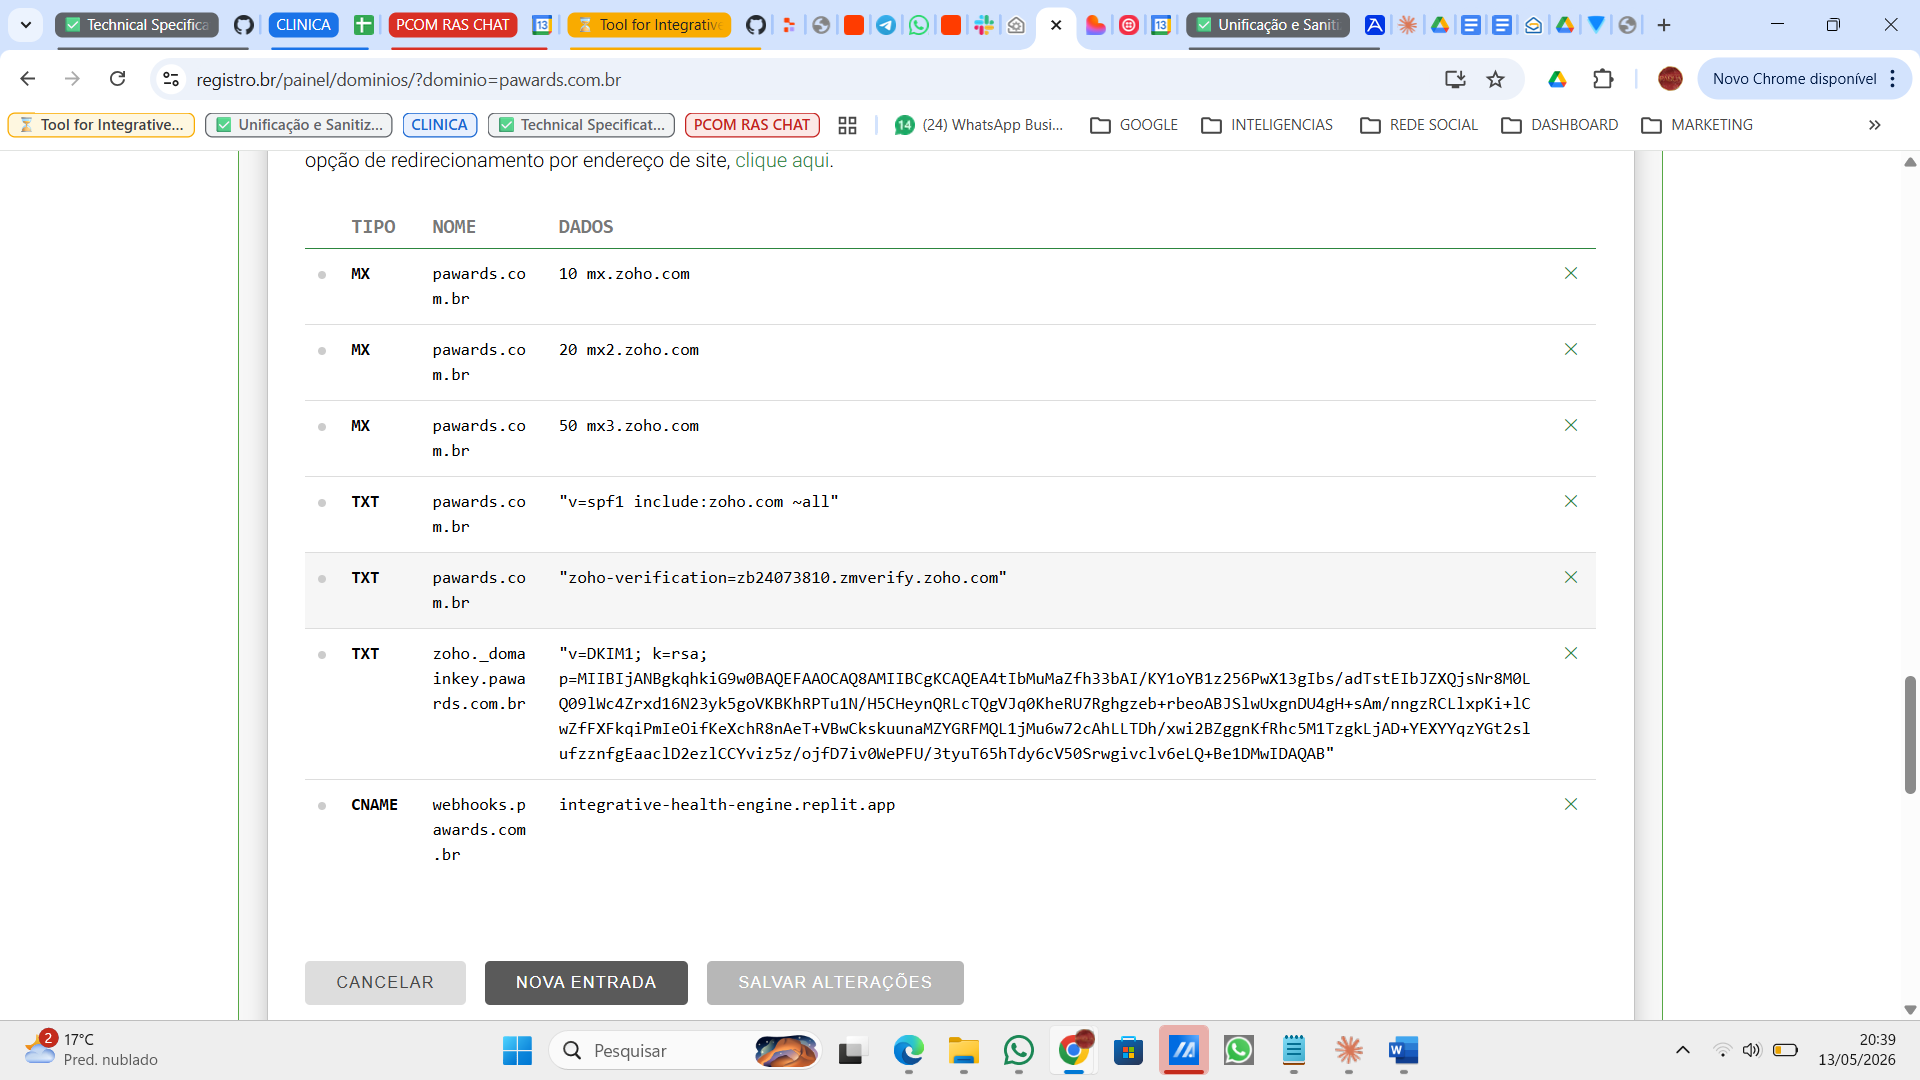 Technical Specifica
CLINICA
PCOM RAS CHAT
13
Tool for Integrative
13
Unificação e Saniti
registro.br/painel/dominios/?dominio=pawards.com.br
Novo Chrome disponível
Tool for Integrative...
Unificação e Sanitiz...
CLINICA
Technical Specificat...
PCOM RAS CHAT
14
(24) WhatsApp Busi...
GOOGLE
INTELIGENCIAS
REDE SOCIAL
DASHBOARD
MARKETING
opção de redirecionamento por endereço de site, clique aqui.
TIPO NOME DADOS
MX pawards.co 10 mx.zoho.com
m.br
MX pawards.co 20 mx2.zoho.com
m.br
MX pawards.co 50 mx3.zoho.com
m.br
TXT pawards.co "v=spf1 include:zoho.com ~all"
m.br
TXT pawards.co "zoho-verification=zb24073810.zmverify.zoho.com"
m.br
TXT zoho._doma "v=DKIM1; k=rsa;
inkey.pawa p=MIIBIjANBgkqhkiG9w0BAQEFAAOCAQ8AMIIBCgKCAQEA4tIbMuMaZfh33bAI/KY1oYB1z256PwX13gIbs/adTstEIbJZXQjsNr8M0L
rds.com.br Q09lWc4Zrxd16N23yk5goVKBKhRPTu1N/H5CHeynQRLcTQgVJq0KheRU7Rghgzeb+rbeoABJSlwUxgnDU4gH+sAm/nngzRCLlxpKi+lC
wZfFXFkqiPmIeOifKeXchR8nAeT+VBwCkskuunaMZYGRFMQL1jMu6w72cAhLLTDh/xwi2BZggnKfRhc5M1TzgkLjAD+YEXYYqzYGt2sl
ufzznfgEaaclD2ezlCCYviz5z/ojfD7iv0WePFU/3tyuT65hTdy6cV50Srwgivclv6eLQ+Be1DMwIDAQAB"
CNAME webhooks.p integrative-health-engine.replit.app
awards.com
.br
CANCELAR
NOVA ENTRADA
SALVAR ALTERAÇÕES
2
17°C
Pred. nublado
Pesquisar
20:39
13/05/2026